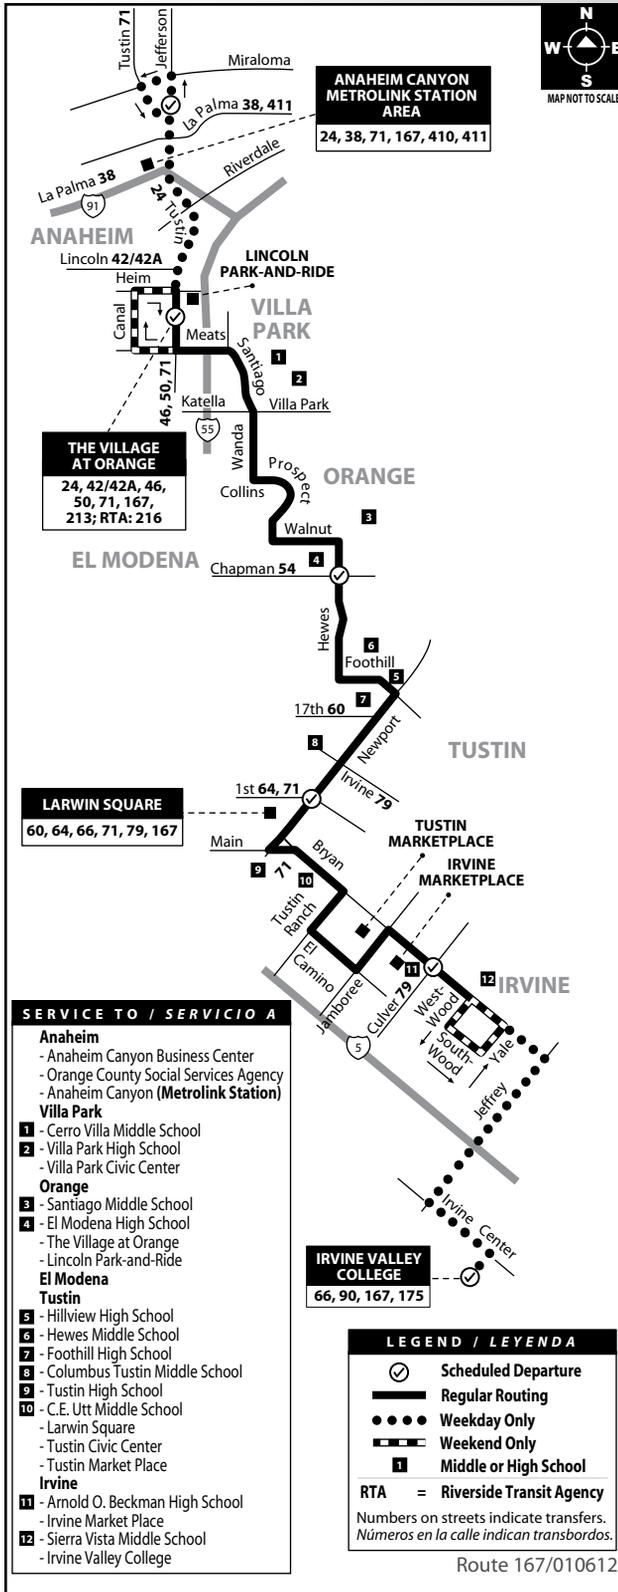 N
W E
S
MAP NOT TO SCALE
Tustin 71
Jefferson
Miraloma
La Palma 38, 411
ANAHEIM CANYON
METROLINK STATION
AREA
24, 38, 71, 167, 410, 411
La Palma 38
Riverdale
91
24
Tustin
ANAHEIM
Lincoln 42/42A
LINCOLN
PARK-AND-RIDE
Heim
Canal
VILLA
PARK
Meats
Santiago
1
2
46, 50, 71
Katella
Villa Park
55
THE VILLAGE
AT ORANGE
24, 42/42A, 46,
50, 71, 167,
213; RTA: 216
Wanda
Prospect
Collins
ORANGE
3
Walnut
EL MODENA
4
Chapman 54
Hewes
6
Foothill
5
7
17th 60
Newport
8
TUSTIN
Irvine 79
1st 64, 71
LARWIN SQUARE
60, 64, 66, 71, 79, 167
TUSTIN
MARKETPLACE
Main
Bryan
IRVINE
MARKETPLACE
9
71
10
Tustin
Ranch
El
Camino
Jamboree
11
Culver 79
12
IRVINE
West-
Wood
South-
Wood
Yale
5
Jeffrey
Irvine Center
IRVINE VALLEY
COLLEGE
66, 90, 167, 175
SERVICE TO / SERVICIO A
Anaheim
- Anaheim Canyon Business Center
- Orange County Social Services Agency
- Anaheim Canyon (Metrolink Station)
Villa Park
1 - Cerro Villa Middle School
2 - Villa Park High School
- Villa Park Civic Center
Orange
3 - Santiago Middle School
4 - El Modena High School
- The Village at Orange
- Lincoln Park-and-Ride
El Modena
Tustin
5 - Hillview High School
6 - Hewes Middle School
7 - Foothill High School
8 - Columbus Tustin Middle School
9 - Tustin High School
10 - C.E. Utt Middle School
- Larwin Square
- Tustin Civic Center
- Tustin Market Place
Irvine
11 - Arnold O. Beckman High School
- Irvine Market Place
12 - Sierra Vista Middle School
- Irvine Valley College
LEGEND / LEYENDA
Scheduled Departure
Regular Routing
Weekday Only
Weekend Only
1 Middle or High School
RTA = Riverside Transit Agency
Numbers on streets indicate transfers.
Números en la calle indican transbordos.
Route 167/010612